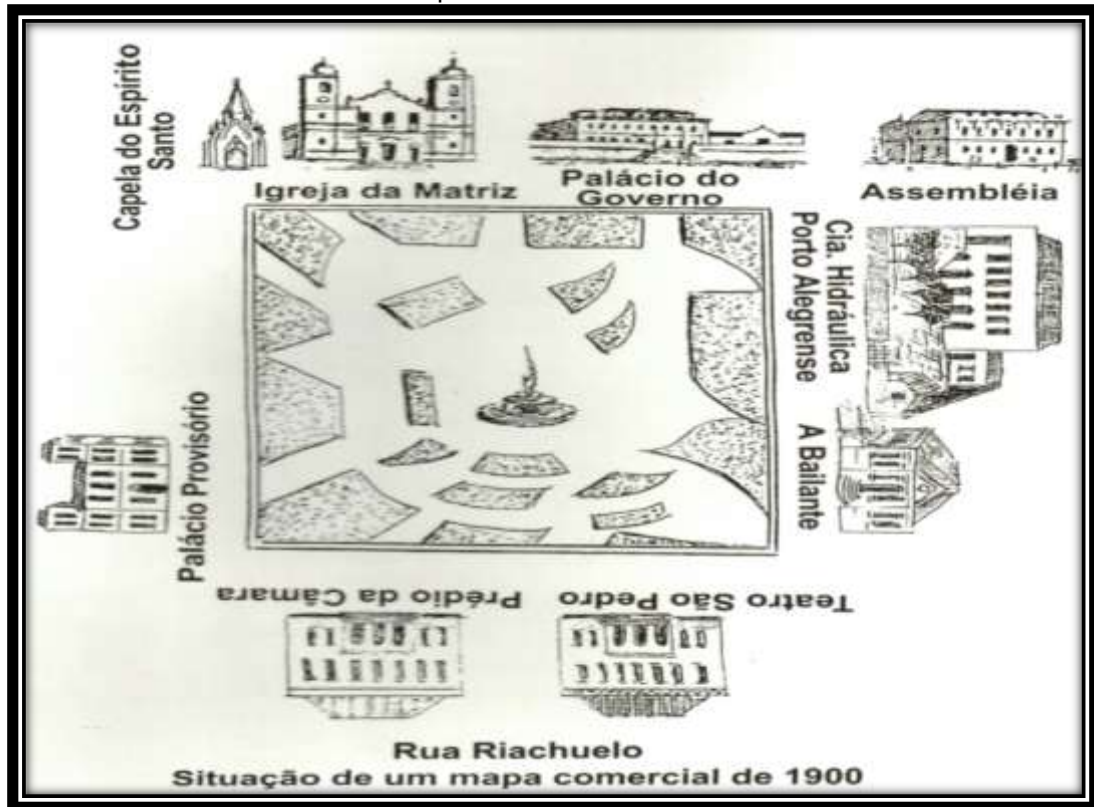 Capela do Espírito
Santo
Igreja da Matriz
Palácio do
Governo
Assembléia
Cia. Hidráulica
Porto Alegrense
A Bailante
Palácio Provisório
Prédio da Câmara
Teatro São Pedro
Rua Riachuelo
Situação de um mapa comercial de 1900